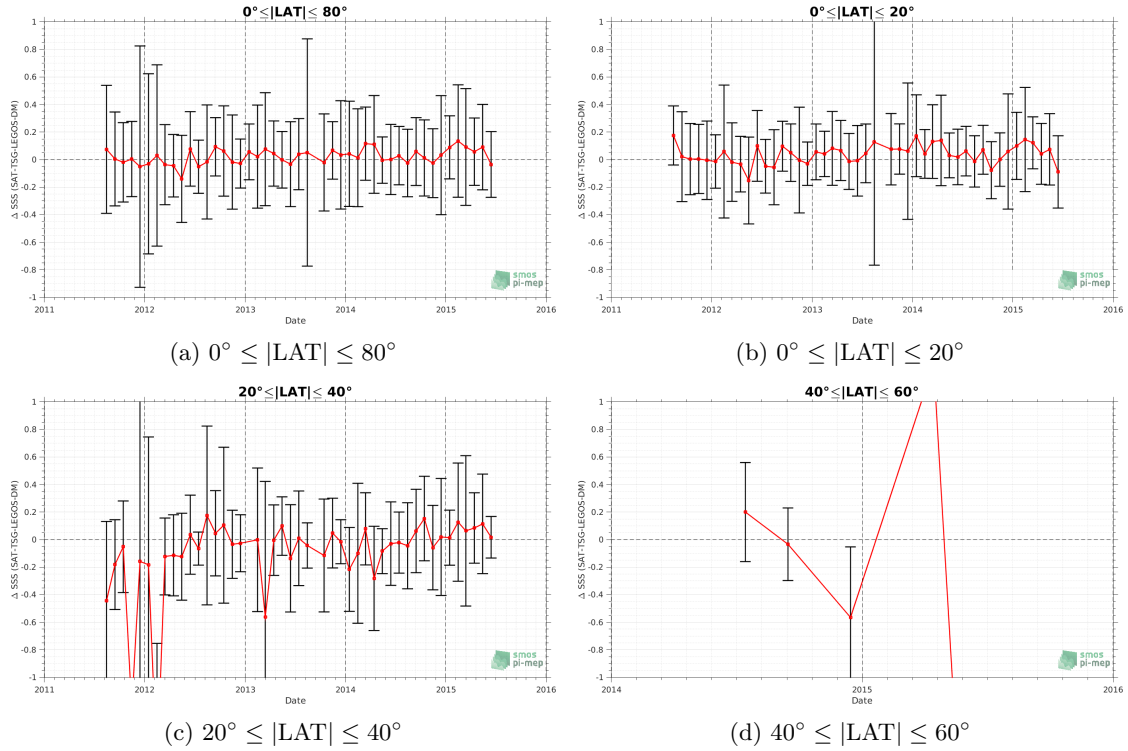 0°≤|LAT|≤ 80°
Δ SSS (SAT-TSG-LEGOS-DM)
1
0.8
0.6
0.4
0.2
0
-0.2
-0.4
-0.6
-0.8
-1
2011 2012 2013 2014 2015 2016
Date
smos
pi-mep
(a) 0° ≤ |LAT| ≤ 80°
0°≤|LAT|≤ 20°
Δ SSS (SAT-TSG-LEGOS-DM)
1
0.8
0.6
0.4
0.2
0
-0.2
-0.4
-0.6
-0.8
-1
2011 2012 2013 2014 2015 2016
Date
smos
pi-mep
(b) 0° ≤ |LAT| ≤ 20°
20°≤|LAT|≤ 40°
Δ SSS (SAT-TSG-LEGOS-DM)
1
0.8
0.6
0.4
0.2
0
-0.2
-0.4
-0.6
-0.8
-1
2011 2012 2013 2014 2015 2016
Date
smos
pi-mep
(c) 20° ≤ |LAT| ≤ 40°
40°≤|LAT|≤ 60°
Δ SSS (SAT-TSG-LEGOS-DM)
1
0.8
0.6
0.4
0.2
0
-0.2
-0.4
-0.6
-0.8
-1
2014 2015 2016
Date
smos
pi-mep
(d) 40° ≤ |LAT| ≤ 60°